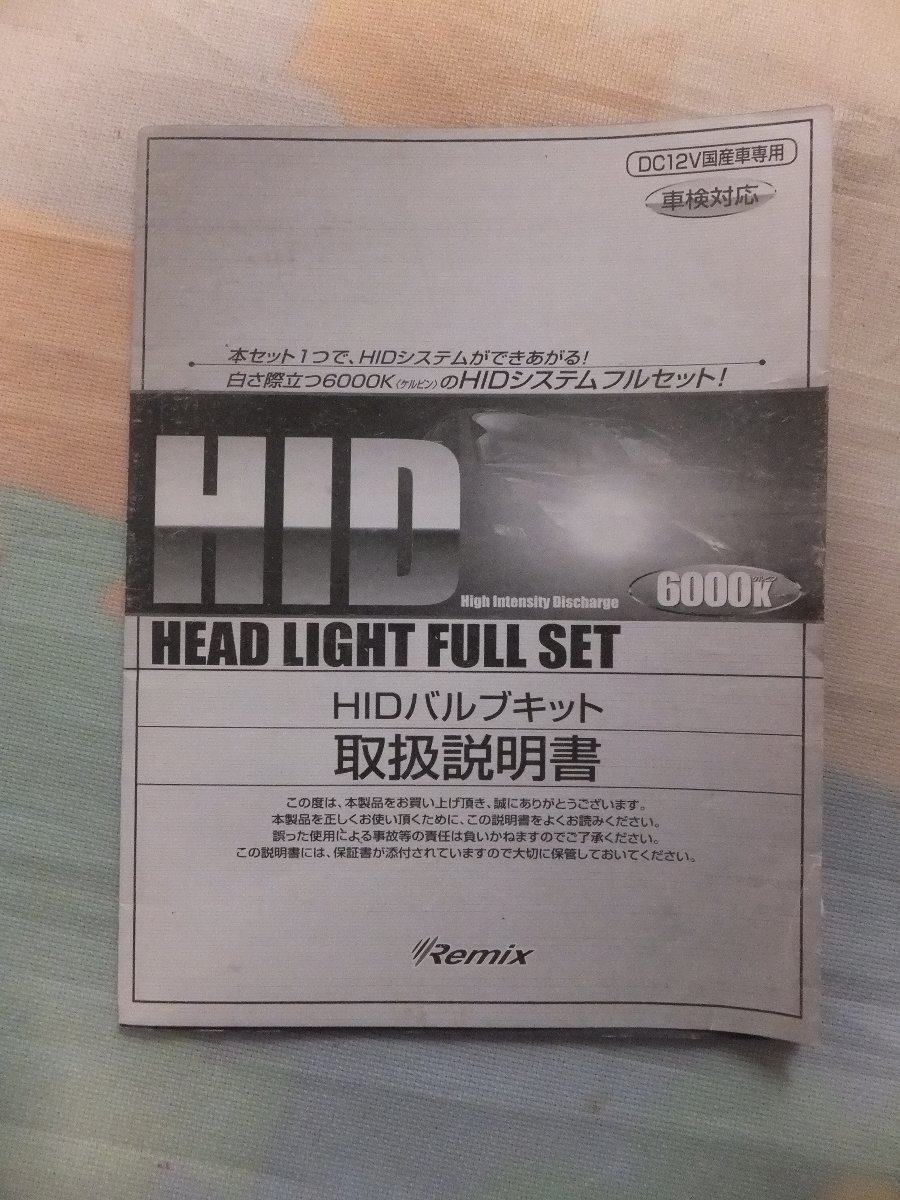 DC12V国産車専用
車検対応
本セット1つで、HIDシステムができあがる!
白さ際立つ6000K〈ケルビン〉のHIDシステムフルセット!
HID
High Intensity Discharge
6000K
ケルビン
HEAD LIGHT FULL SET
HIDバルブキット
取扱説明書
この度は、本製品をお買い上げ頂き、誠にありがとうございます。
本製品を正しくお使い頂くために、この説明書をよくお読みください。
誤った使用による事故等の責任は負いかねますのでご了承ください。
この説明書には、保証書が添付されていますので大切に保管しておいてください。
Remix